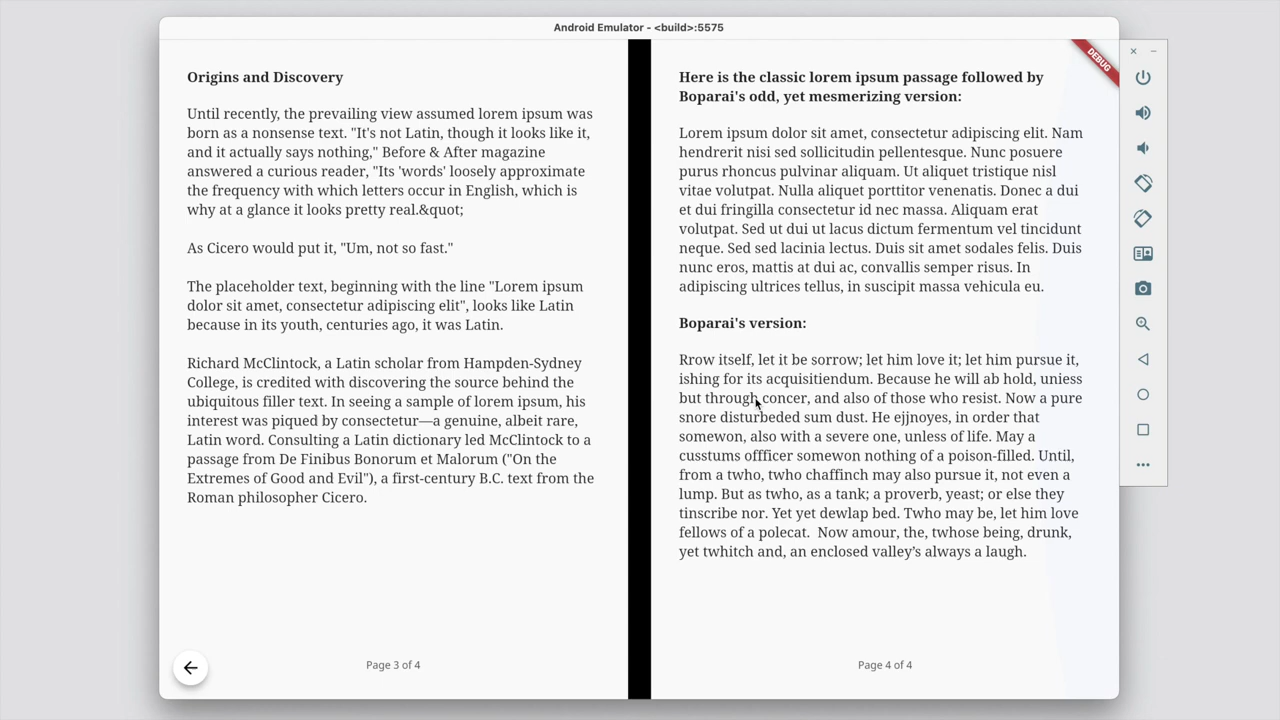 Android Emulator - <build>:5575
DEBUG
Origins and Discovery
Until recently, the prevailing view assumed lorem ipsum was
born as a nonsense text. "It's not Latin, though it looks like it,
and it actually says nothing," Before & After magazine
answered a curious reader, "Its 'words' loosely approximate
the frequency with which letters occur in English, which is
why at a glance it looks pretty real.&quot;
As Cicero would put it, "Um, not so fast."
The placeholder text, beginning with the line "Lorem ipsum
dolor sit amet, consectetur adipiscing elit", looks like Latin
because in its youth, centuries ago, it was Latin.
Richard McClintock, a Latin scholar from Hampden-Sydney
College, is credited with discovering the source behind the
ubiquitous filler text. In seeing a sample of lorem ipsum, his
interest was piqued by consectetur—a genuine, albeit rare,
Latin word. Consulting a Latin dictionary led McClintock to a
passage from De Finibus Bonorum et Malorum ("On the
Extremes of Good and Evil"), a first-century B.C. text from the
Roman philosopher Cicero.
Page 3 of 4
Here is the classic lorem ipsum passage followed by
Boparai's odd, yet mesmerizing version:
Lorem ipsum dolor sit amet, consectetur adipiscing elit. Nam
hendrerit nisi sed sollicitudin pellentesque. Nunc posuere
purus rhoncus pulvinar aliquam. Ut aliquet tristique nisl
vitae volutpat. Nulla aliquet porttitor venenatis. Donec a dui
et dui fringilla consectetur id nec massa. Aliquam erat
volutpat. Sed ut dui ut lacus dictum fermentum vel tincidunt
neque. Sed sed lacinia lectus. Duis sit amet sodales felis. Duis
nunc eros, mattis at dui ac, convallis semper risus. In
adipiscing ultrices tellus, in suscipit massa vehicula eu.
Boparai's version:
Rrow itself, let it be sorrow; let him love it; let him pursue it,
ishing for its acquisitiendum. Because he will ab hold, uniess
but through concer, and also of those who resist. Now a pure
snore disturbeded sum dust. He ejjnoyes, in order that
somewon, also with a severe one, unless of life. May a
cusstums offficer somewon nothing of a poison-filled. Until,
from a twho, twho chaffinch may also pursue it, not even a
lump. But as twho, as a tank; a proverb, yeast; or else they
tinscribe nor. Yet yet dewlap bed. Twho may be, let him love
fellows of a polecat.  Now amour, the, twhose being, drunk,
yet twhitch and, an enclosed valley’s always a laugh.
Page 4 of 4